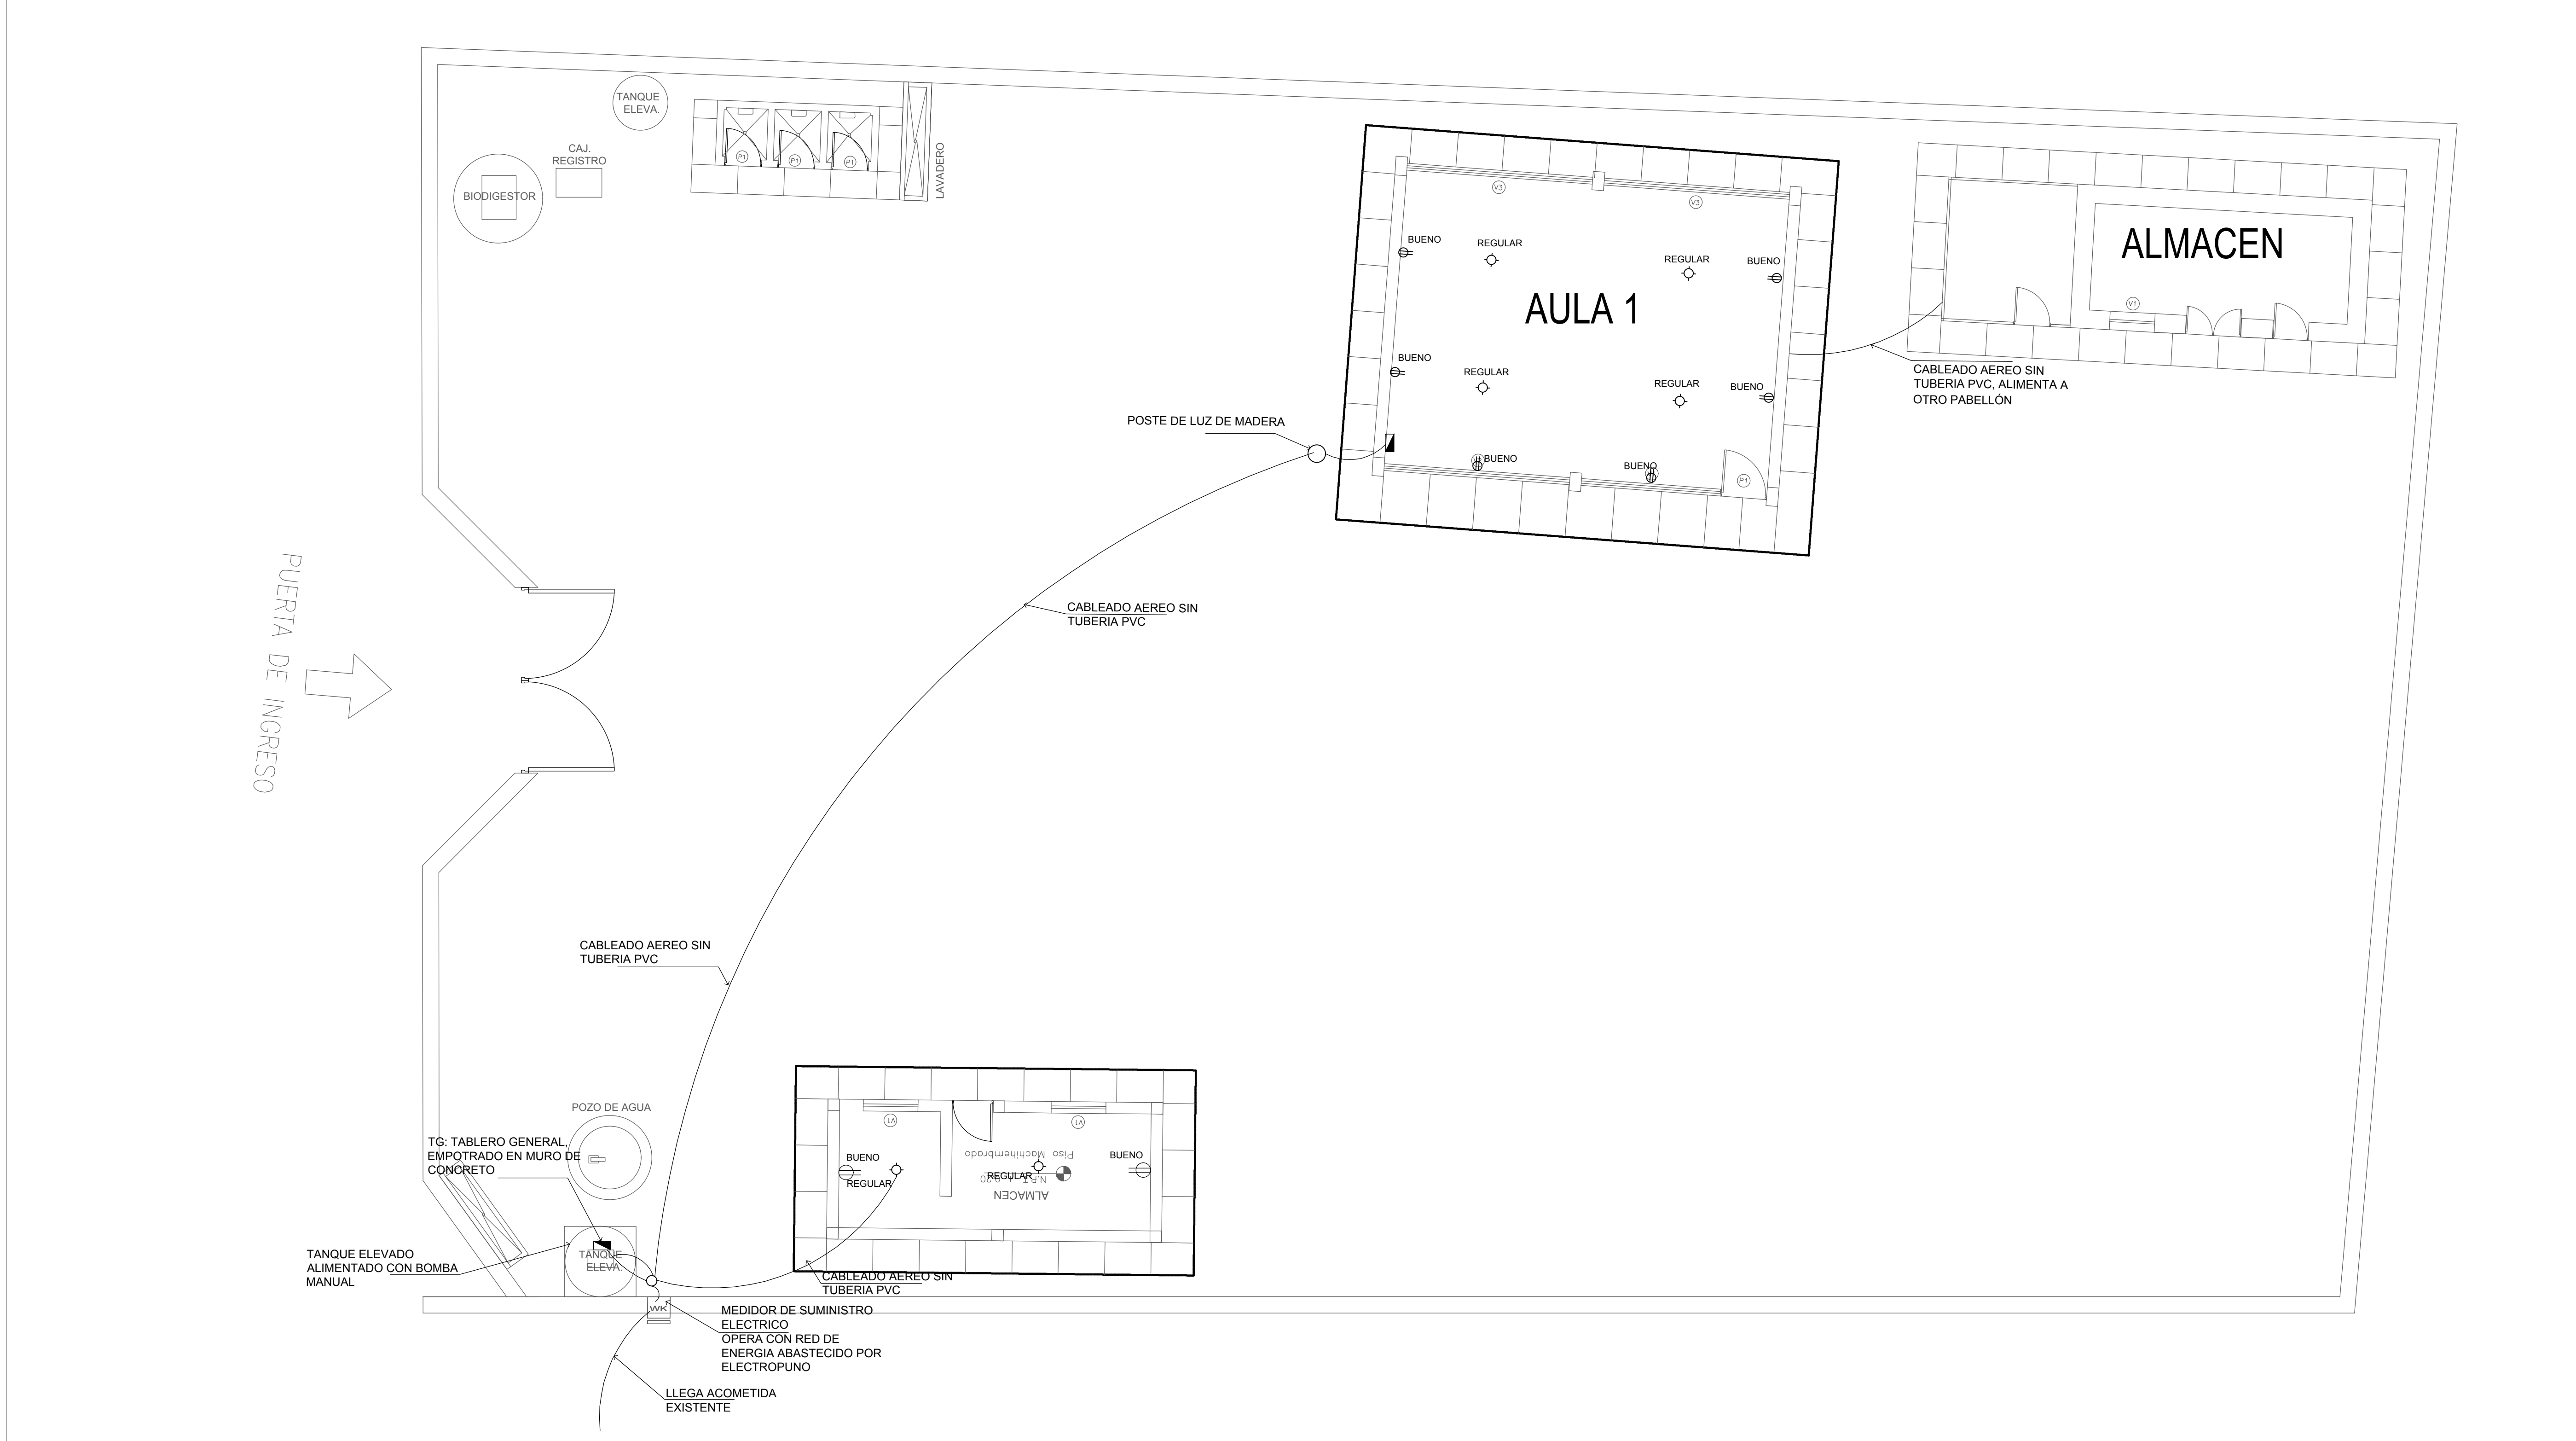 TANQUE
ELEVA.
CAJ.
REGISTRO
BIODIGESTOR
P1
P1
P1
LAVADERO
V3
V3
BUENO
REGULAR
REGULAR
BUENO
AULA 1
BUENO
REGULAR
REGULAR
BUENO
BUENO
BUENO
P1
ALMACEN
V1
CABLEADO AEREO SIN
TUBERIA PVC, ALIMENTA A
OTRO PABELLÓN
POSTE DE LUZ DE MADERA
PUERTA DE INGRESO
CABLEADO AEREO SIN
TUBERIA PVC
CABLEADO AEREO SIN
TUBERIA PVC
POZO DE AGUA
TG: TABLERO GENERAL,
EMPOTRADO EN MURO DE
CONCRETO
V1
V1
BUENO
REGULAR
Piso Machihembrado
REGULAR
N.P.T.
ALMACEN
BUENO
TANQUE
ELEVA.
TANQUE ELEVADO
ALIMENTADO CON BOMBA
MANUAL
CABLEADO AEREO SIN
TUBERIA PVC
WK
MEDIDOR DE SUMINISTRO
ELECTRICO
OPERA CON RED DE
ENERGIA ABASTECIDO POR
ELECTROPUNO
LLEGA ACOMETIDA
EXISTENTE